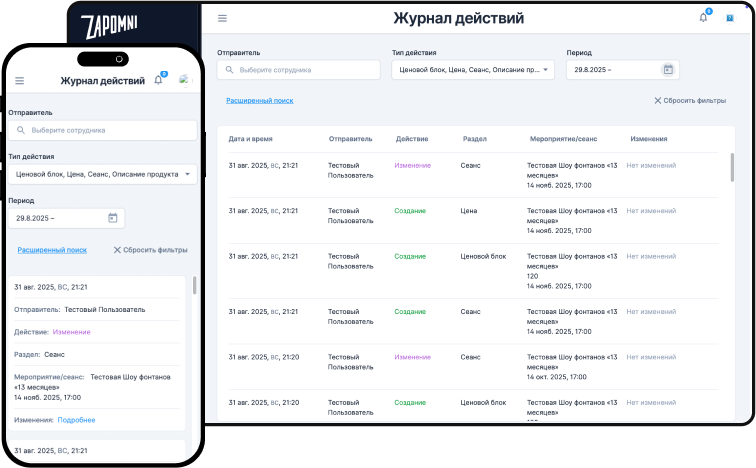 ZAPOMNI
Журнал действий
9
Отправитель
Выберите сотрудника
Тип действия
Ценовой блок, Цена, Сеанс, Описание продукта
Период
29.8.2025 –
Расширенный поиск
Сбросить фильтры
31 авг. 2025, ВС, 21:21
Отправитель: Тестовый Пользователь
Действие: Изменение
Раздел: Сеанс
Мероприятие/сеанс: Тестовая Шоу фонтанов
«13 месяцев»
14 нояб. 2025, 17:00
Изменения: Подробнее
31 авг. 2025, ВС, 21:21
Журнал действий
9
Отправитель
Тип действия
Период
Выберите сотрудника
Ценовой блок, Цена, Сеанс, Описание пр...
29.8.2025 –
Расширенный поиск
Сбросить фильтры
Дата и время Отправитель Действие Раздел Мероприятие/сеанс Изменения
31 авг. 2025, ВС, 21:21 Тестовый Изменение Сеанс Тестовая Шоу фонтанов «13 Нет изменений
Пользователь месяцев»
14 нояб. 2025, 17:00
31 авг. 2025, ВС, 21:21 Тестовый Создание Цена Тестовая Шоу фонтанов «13 Нет изменений
Пользователь месяцев»
14 нояб. 2025, 17:00
31 авг. 2025, ВС, 21:21 Тестовый Создание Ценовой блок Тестовая Шоу фонтанов «13 Нет изменений
Пользователь месяцев»
120
14 нояб. 2025, 17:00
31 авг. 2025, ВС, 21:21 Тестовый Создание Сеанс Тестовая Шоу фонтанов «13 Нет изменений
Пользователь месяцев»
14 нояб. 2025, 17:00
31 авг. 2025, ВС, 21:20 Тестовый Изменение Сеанс Тестовая Шоу фонтанов «13 Нет изменений
Пользователь месяцев»
14 окт. 2025, 17:00
31 авг. 2025, ВС, 21:20 Тестовый Создание Ценовой блок Тестовая Шоу фонтанов «13 Нет изменений
Пользователь месяцев»